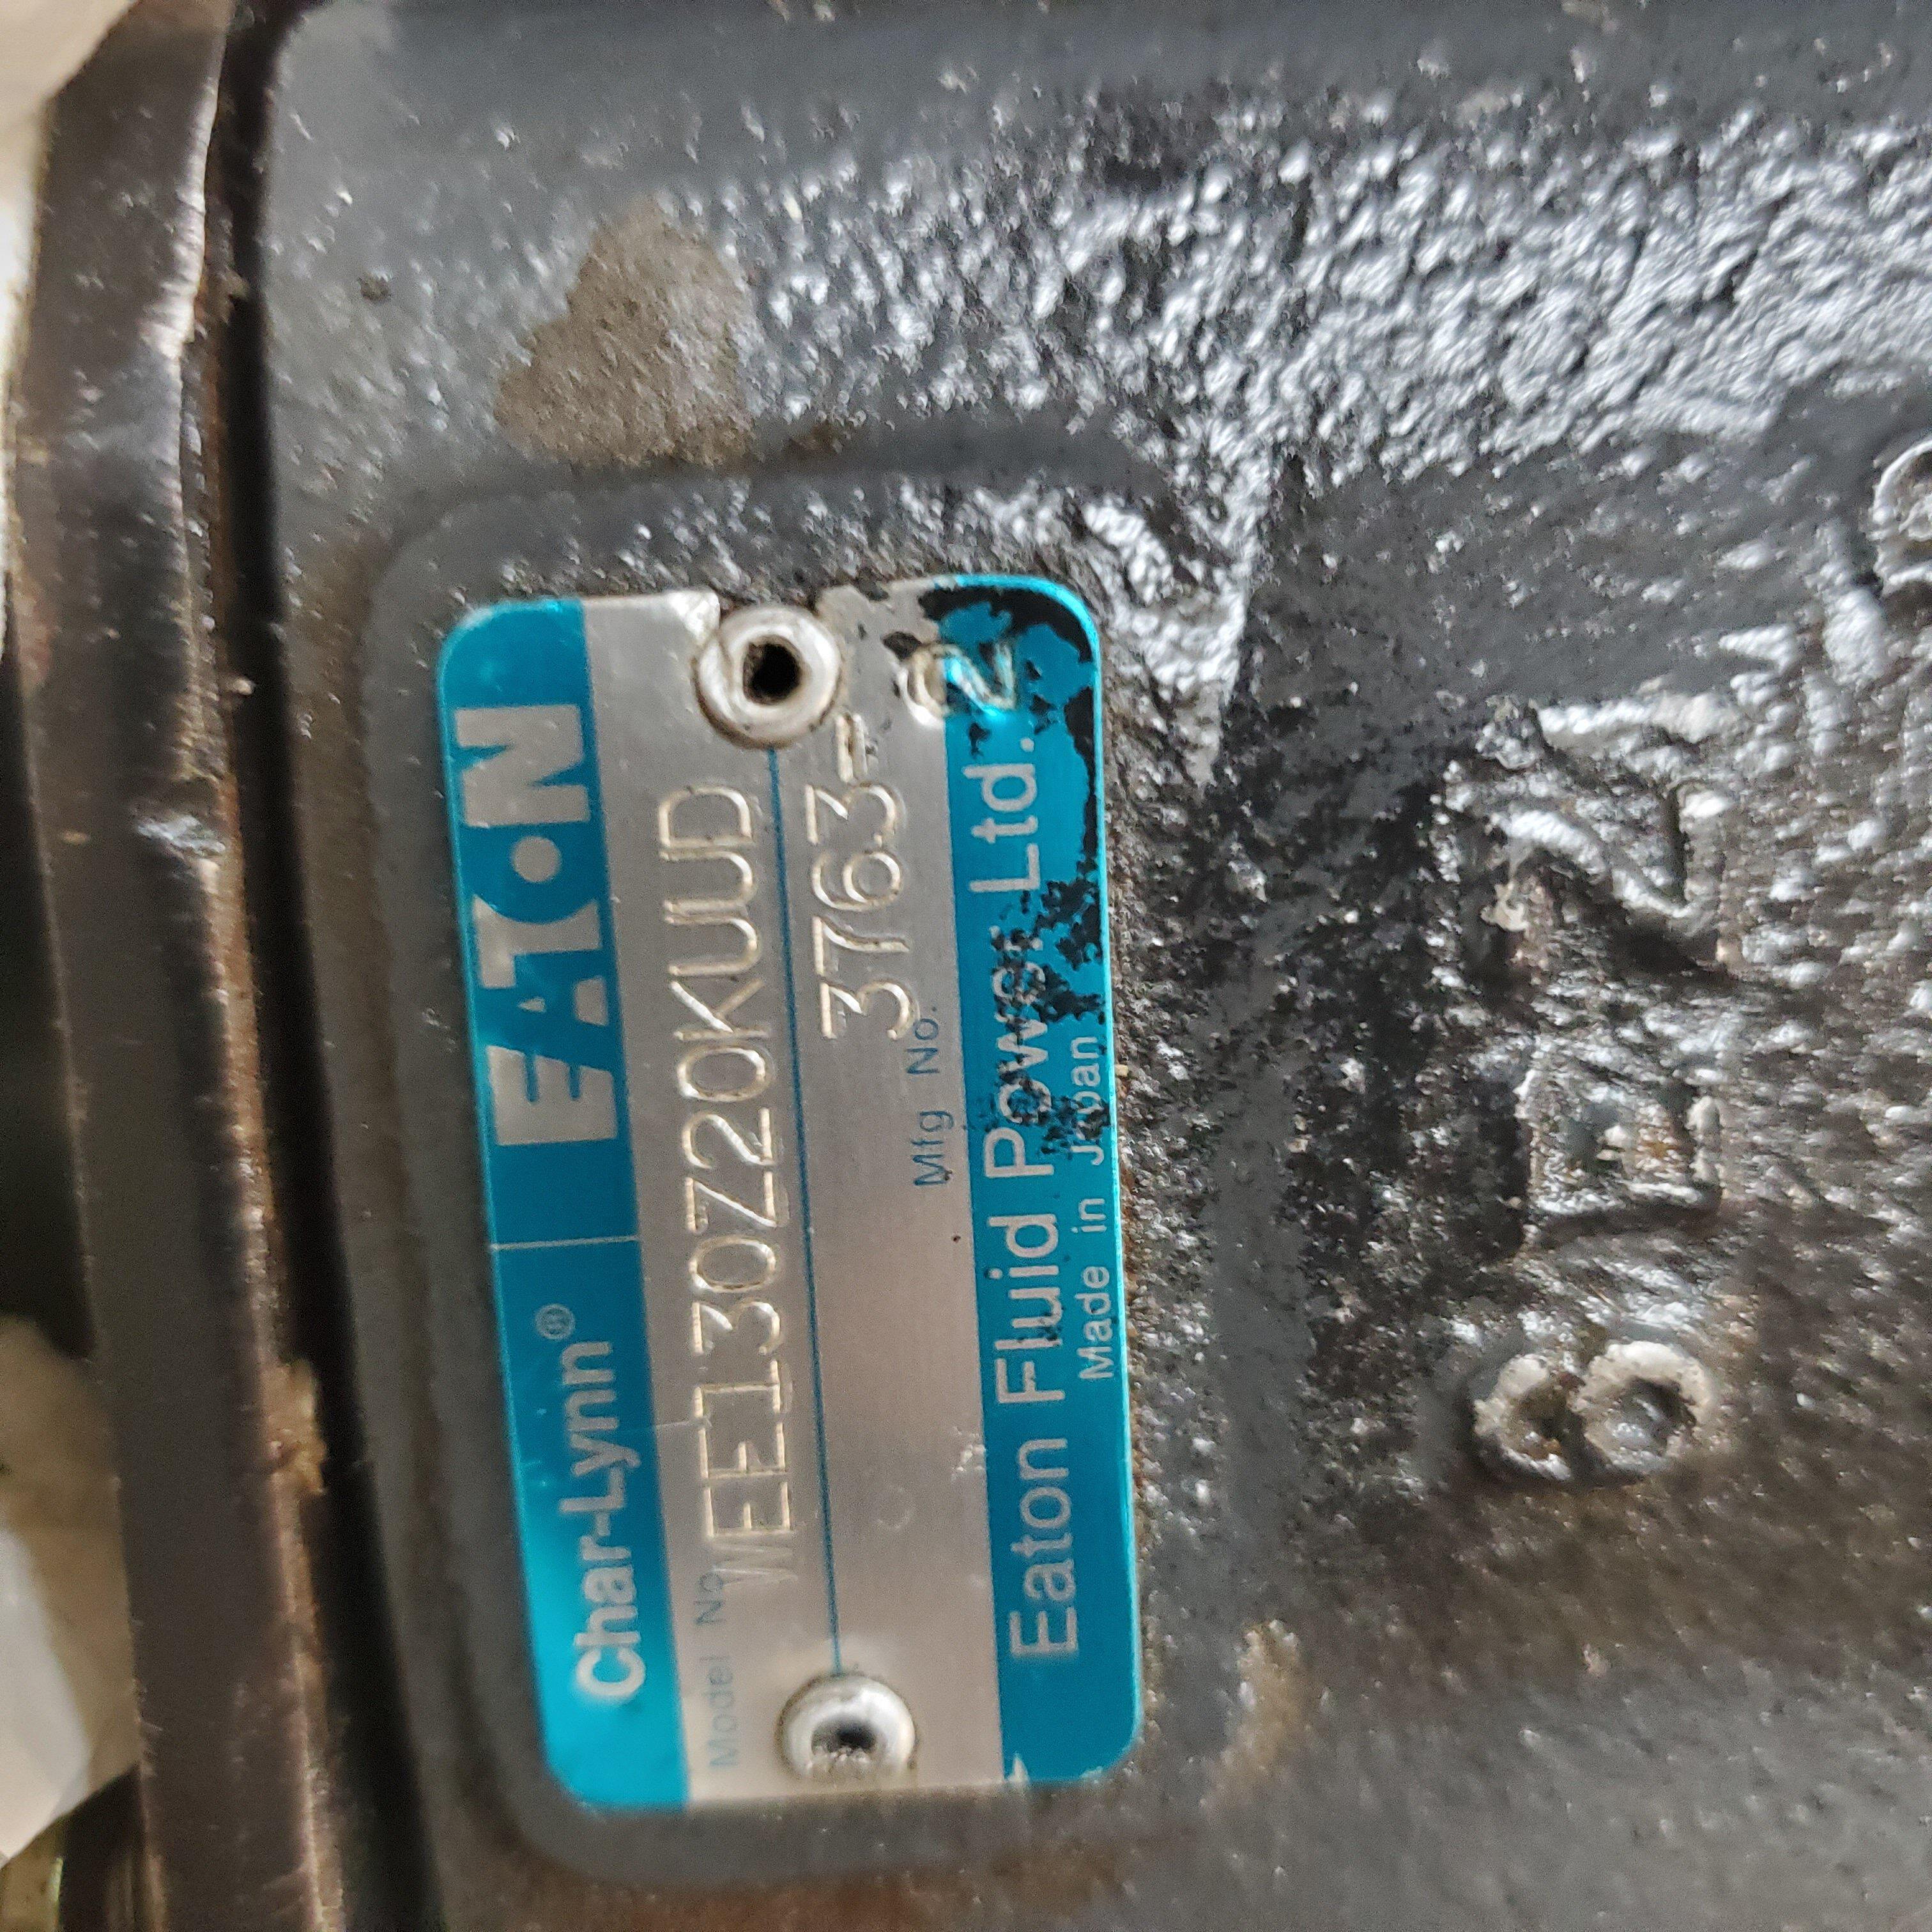 Char-Lynn® EATON
Model No. WEE130Z20KUUD
3763-
Mfg No.
Eaton Fluid Power Ltd.
Made in Japan